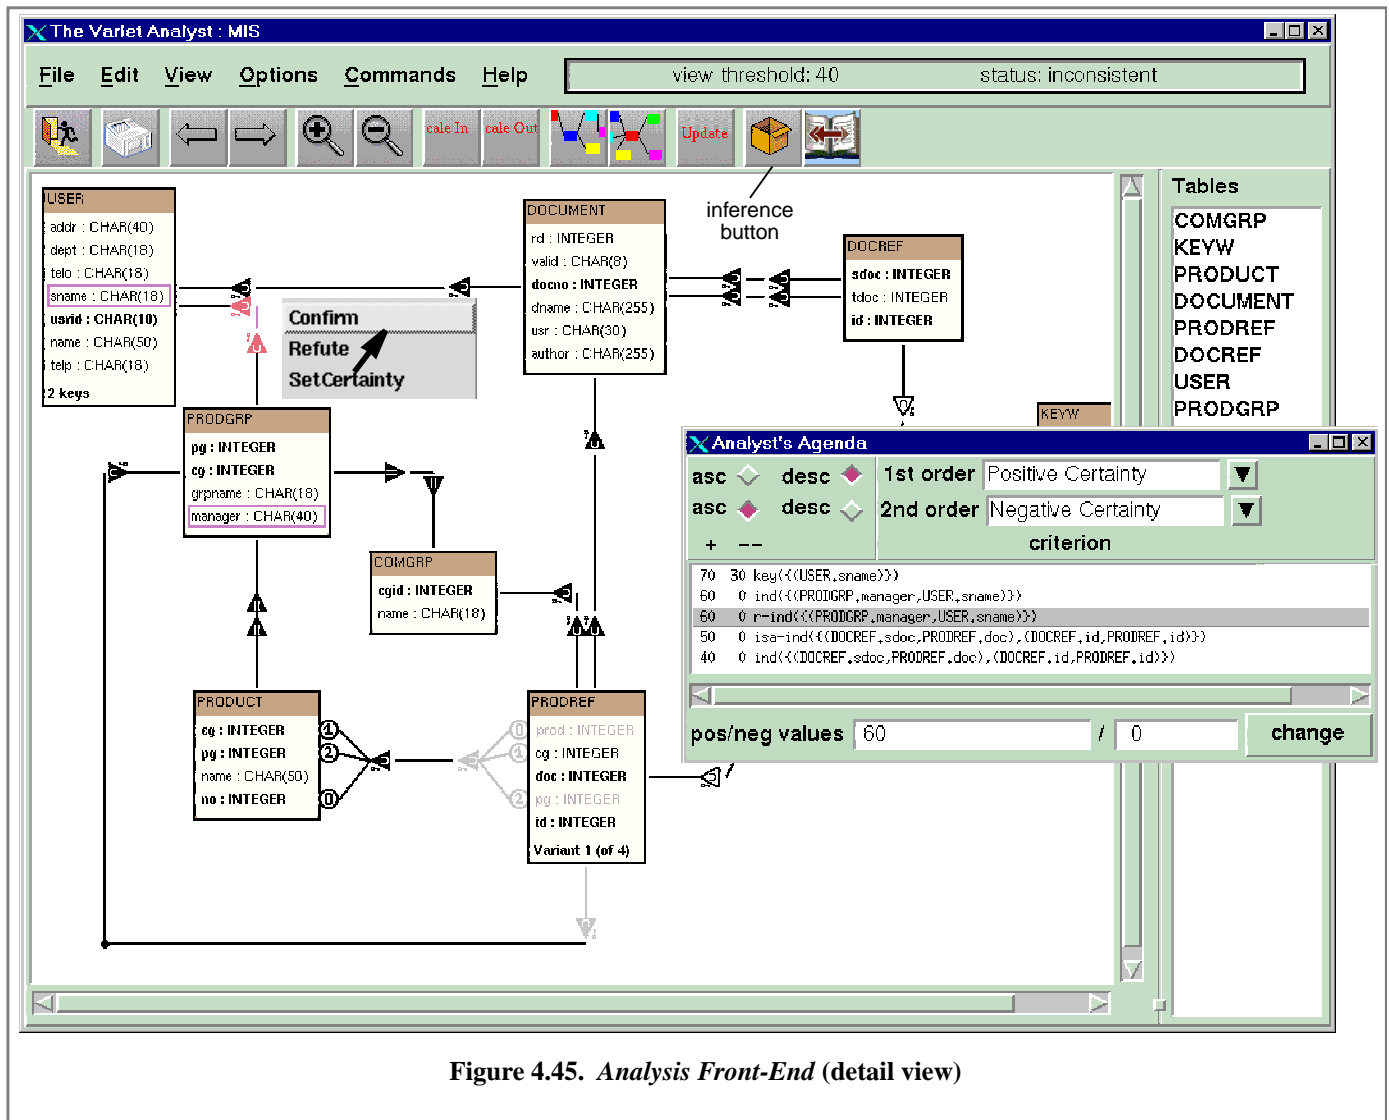 The Varlet Analyst : MIS
File Edit View Options Commands Help
view threshold: 40 status: inconsistent
cale In cale Out Update
inference
button
Tables
COMGRP
KEYW
PRODUCT
DOCUMENT
PRODREF
DOCREF
USER
PRODGRP
USER
addr : CHAR(40)
dept : CHAR(18)
telo : CHAR(18)
sname : CHAR(18)
usrid : CHAR(10)
name : CHAR(50)
telp : CHAR(18)
2 keys
DOCUMENT
rd : INTEGER
valid : CHAR(8)
docno : INTEGER
dname : CHAR(255)
usr : CHAR(30)
author : CHAR(255)
DOCREF
sdoc : INTEGER
tdoc : INTEGER
id : INTEGER
Confirm
Refute
SetCertainty
PRODGRP
pg : INTEGER
cg : INTEGER
grpname : CHAR(18)
manager : CHAR(40)
KEYW
COMGRP
cgid : INTEGER
name : CHAR(18)
Analyst's Agenda
asc desc 1st order Positive Certainty
asc desc 2nd order Negative Certainty
+ -- criterion
70 30 key({(USER.sname)})
60 0 ind({(PRODGRP.manager,USER.sname)})
60 0 r-ind({(PRODGRP.manager,USER.sname)})
50 0 isa-ind({(DOCREF.sdoc,PRODREF.doc),(DOCREF.id,PRODREF.id)})
40 0 ind({(DOCREF.sdoc,PRODREF.doc),(DOCREF.id,PRODREF.id)})
pos/neg values 60 / 0 change
PRODUCT
cg : INTEGER 1
pg : INTEGER 2
name : CHAR(50)
no : INTEGER 0
PRODREF
0 prod : INTEGER
1 cg : INTEGER
doc : INTEGER
2 pg : INTEGER
id : INTEGER
Variant 1 (of 4)
Figure 4.45. Analysis Front-End (detail view)